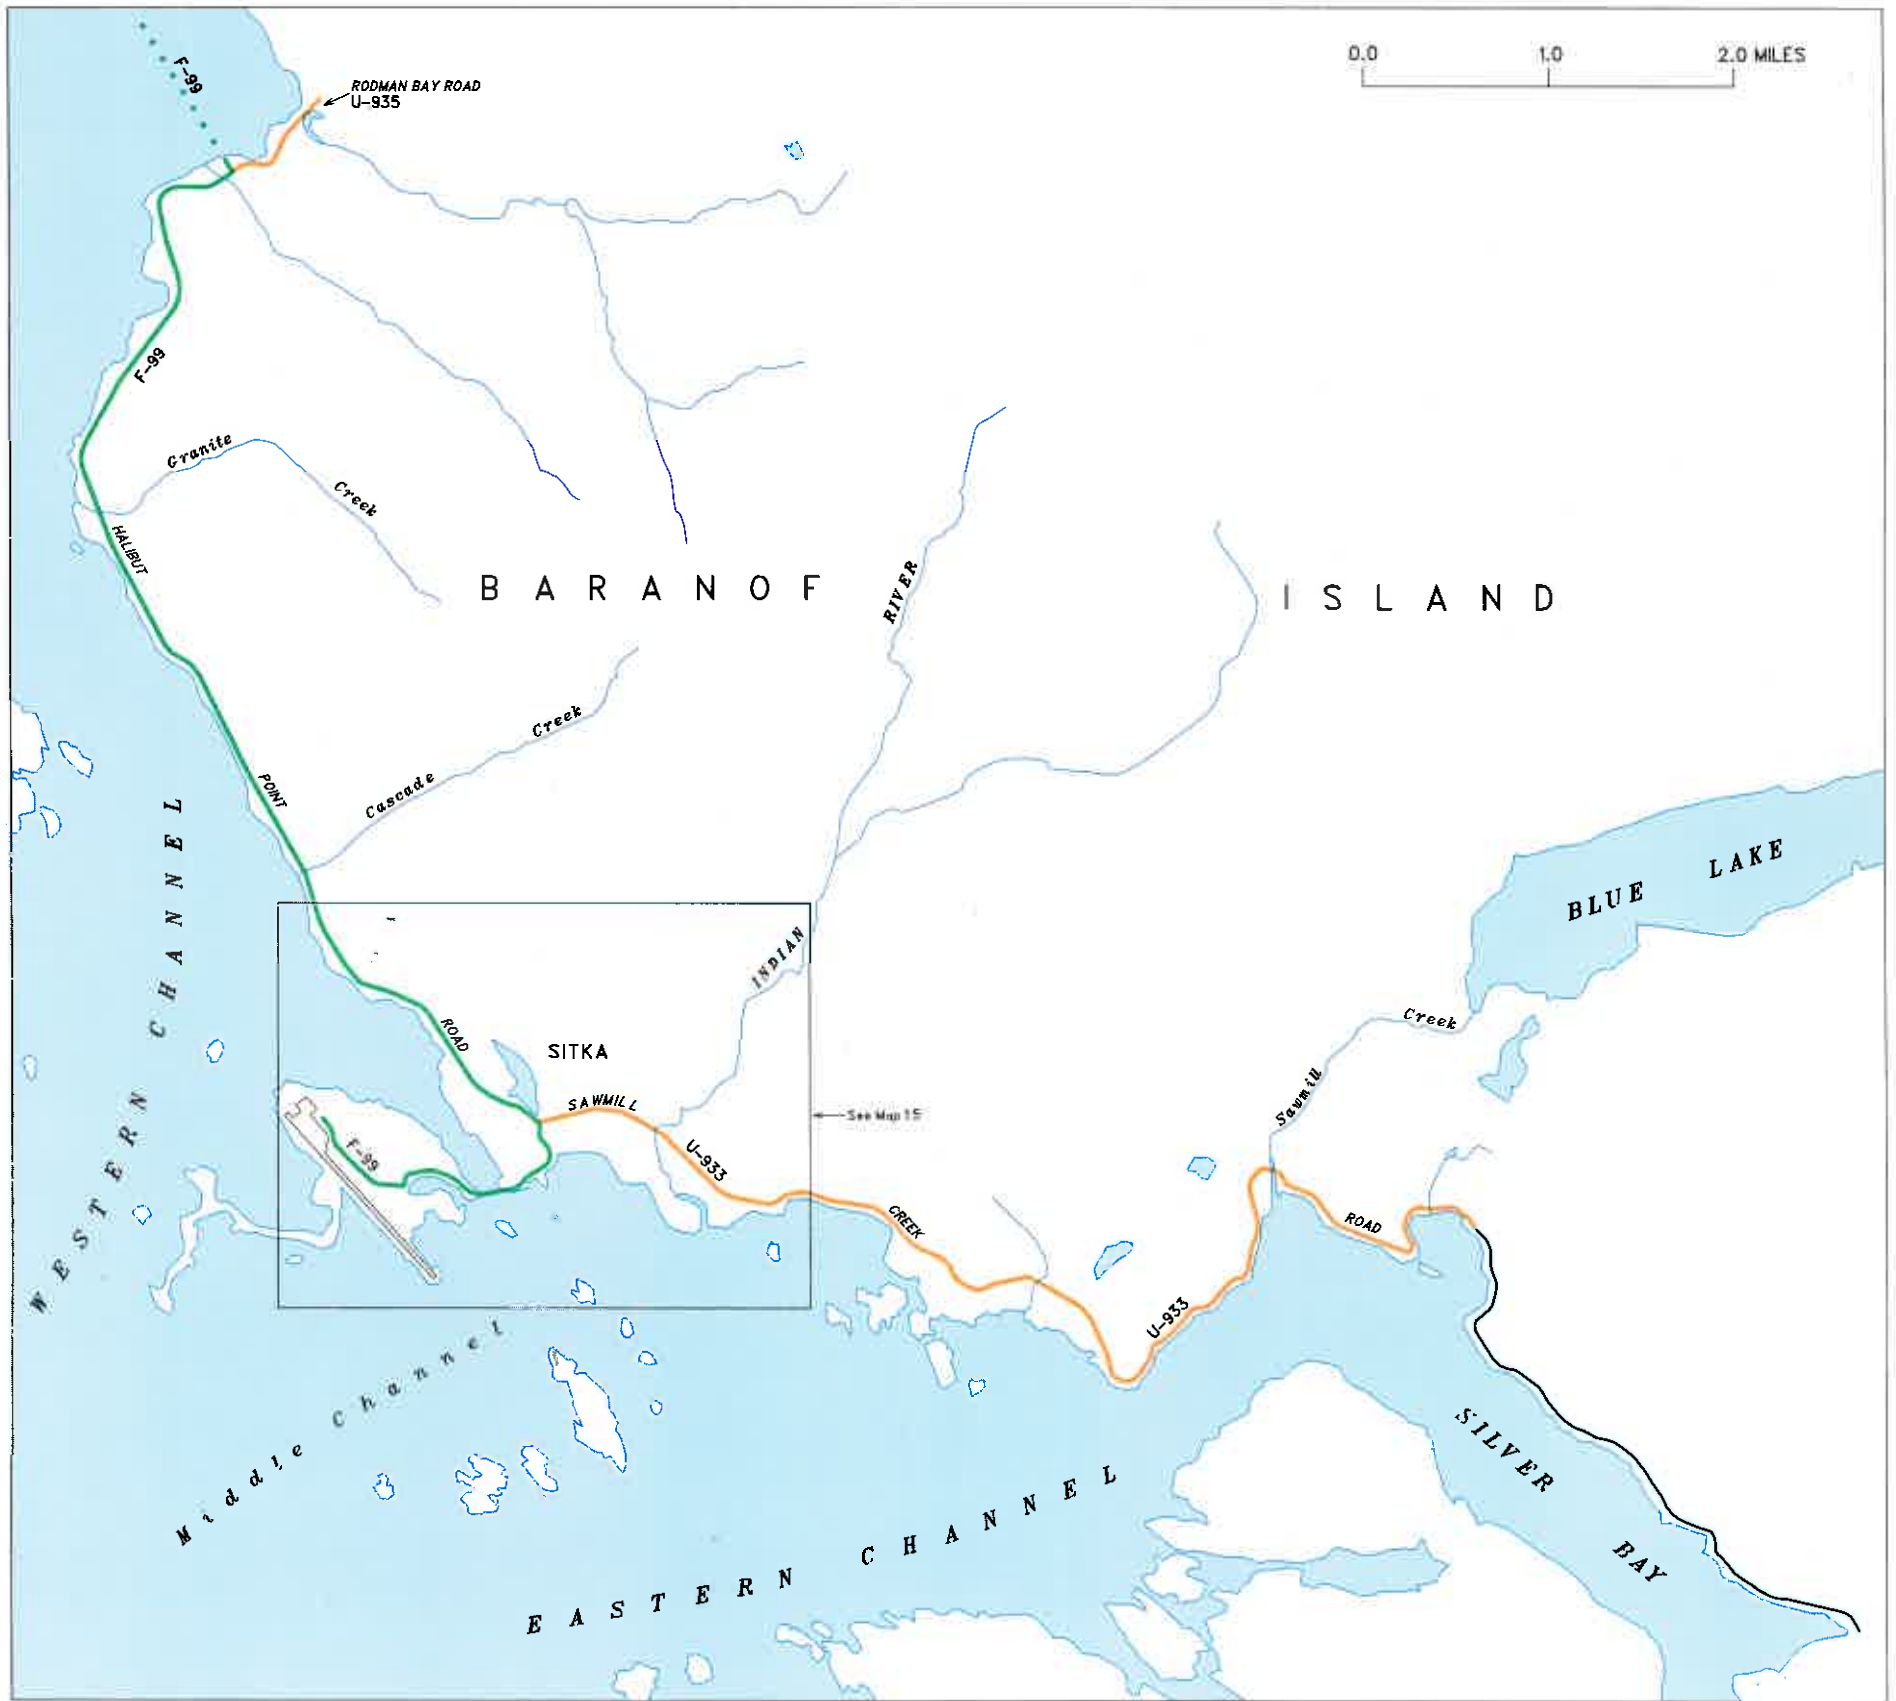 0.0 1.0 2.0 MILES
F-99
RODMAN BAY ROAD
U-935
F-99
Granite
Creek
HALIBUT
BARANOF ISLAND
RIVER
Creek
Cascade
POINT
WESTERN CHANNEL
BLUE LAKE
INDIAN
Creek
ROAD
SITKA
SAWMILL
Sawmill
See Map 15
F-99
U-933
CREEK
ROAD
U-933
Middle Channel
SILVER BAY
EASTERN CHANNEL